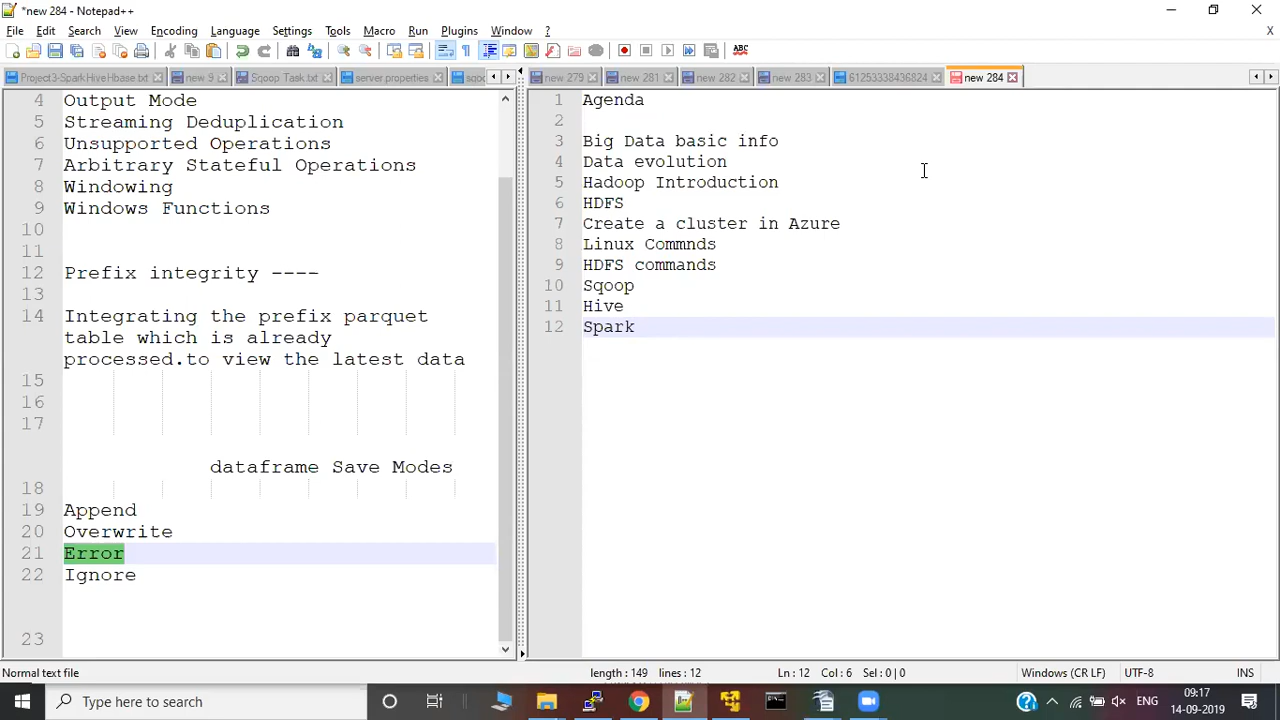 *new 284 - Notepad++
File Edit Search View Encoding Language Settings Tools Macro Run Plugins Window ?
X
ABC
Project3-SparkHiveHbase.txt new 9 Sqoop Task.txt server.properties new 279 new 281 new 282 new 283 61253838436824 new 284
4 Output Mode
5 Streaming Deduplication
6 Unsupported Operations
7 Arbitrary Stateful Operations
8 Windowing
9 Windows Functions
10
11
12 Prefix integrity ----
13
14 Integrating the prefix parquet
table which is already
processed.to view the latest data
15
16
17
dataframe Save Modes
18
19 Append
20 Overwrite
21 Error
22 Ignore
23
1 Agenda
2
3 Big Data basic info
4 Data evolution
5 Hadoop Introduction
6 HDFS
7 Create a cluster in Azure
8 Linux Commnds
9 HDFS commands
10 Sqoop
11 Hive
12 Spark
Normal text file length : 149 lines : 12 Ln : 12 Col : 6 Sel : 0 | 0 Windows (CR LF) UTF-8 INS
Type here to search
ENG
09:17
14-09-2019